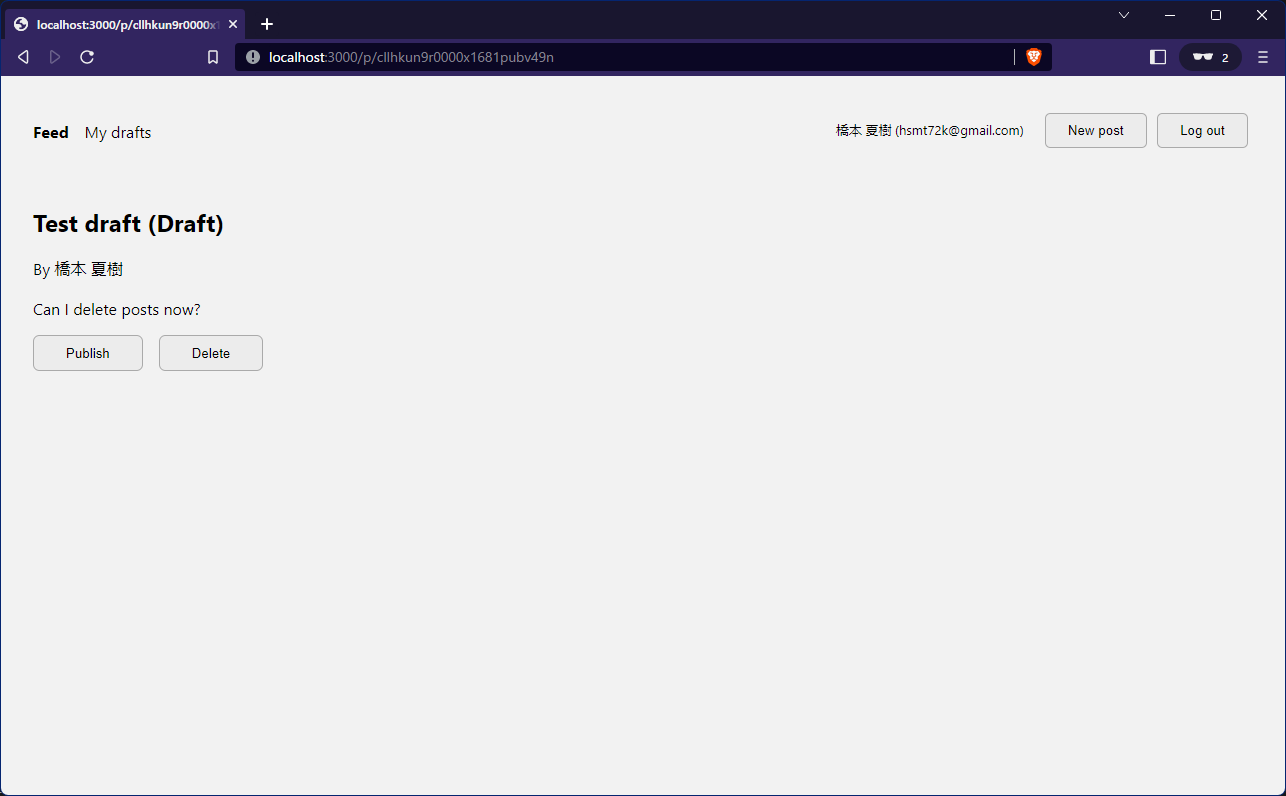 localhost:3000/p/cllhkun9r0000x1
localhost:3000/p/cllhkun9r0000x1681pubv49n
2
Feed My drafts 橋本 夏樹 (hsmt72k@gmail.com) New post Log out
Test draft (Draft)
By 橋本 夏樹
Can I delete posts now?
Publish Delete